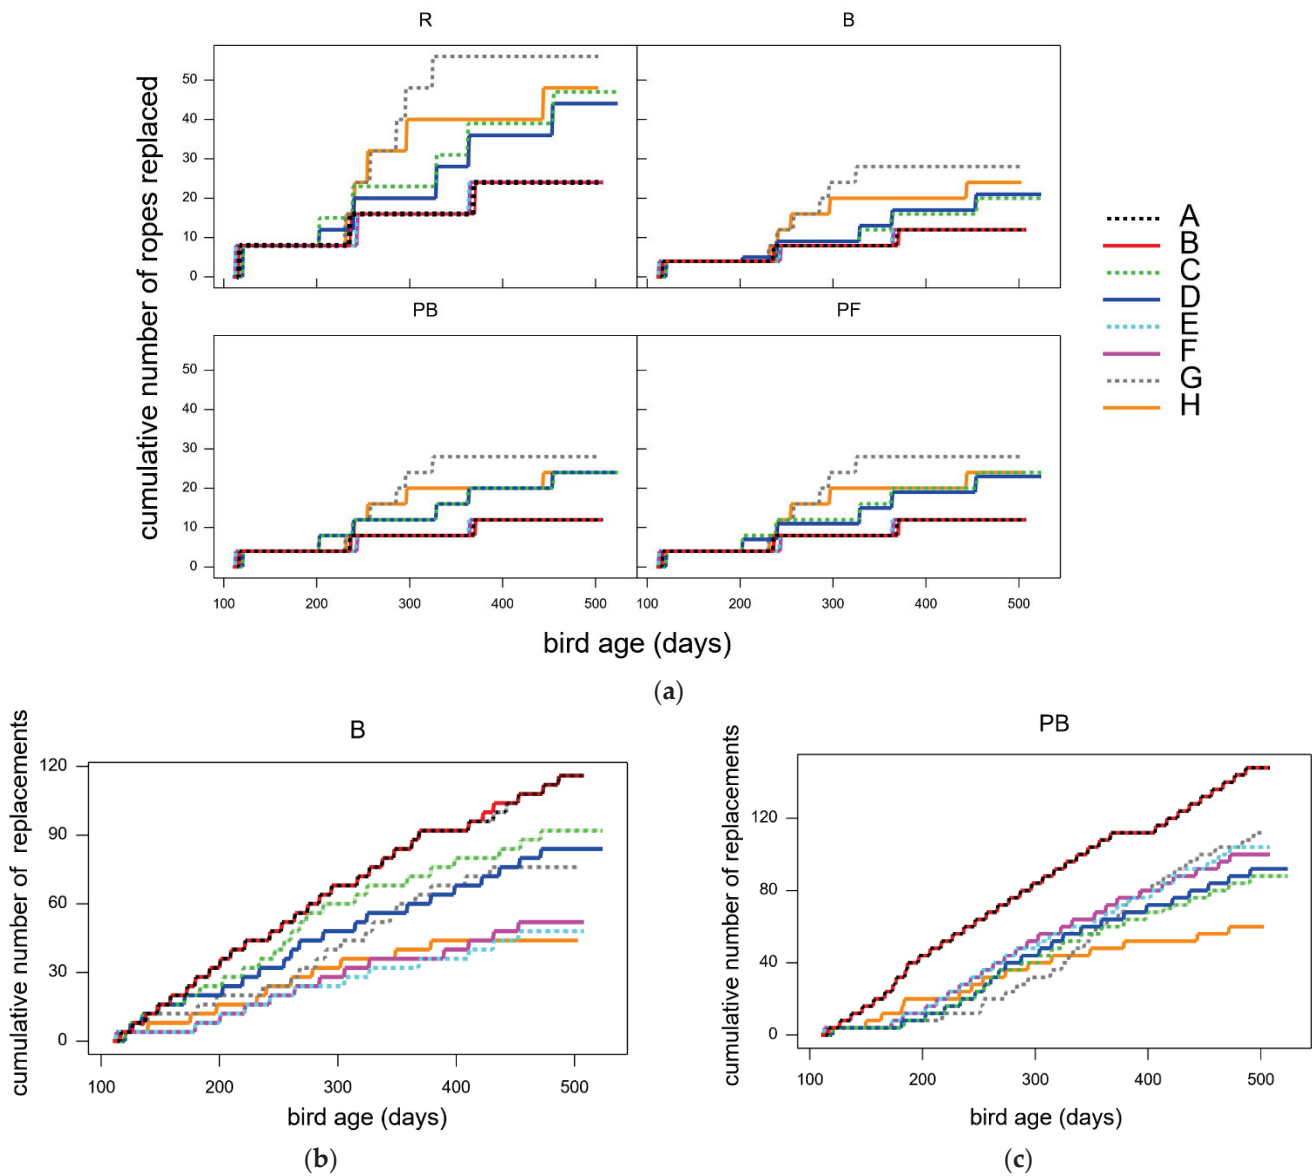 R B
cumulative number of ropes replaced
50
40
30
20
10
0
A
B
C
D
E
F
G
H
PB PF
50
40
30
20
10
0
100 200 300 400 500 100 200 300 400 500
bird age (days)
(a)
B
cumulative number of replacements
120
90
60
30
0
100 200 300 400 500
bird age (days)
(b)
PB
cumulative number of replacements
120
80
40
0
100 200 300 400 500
bird age (days)
(c)